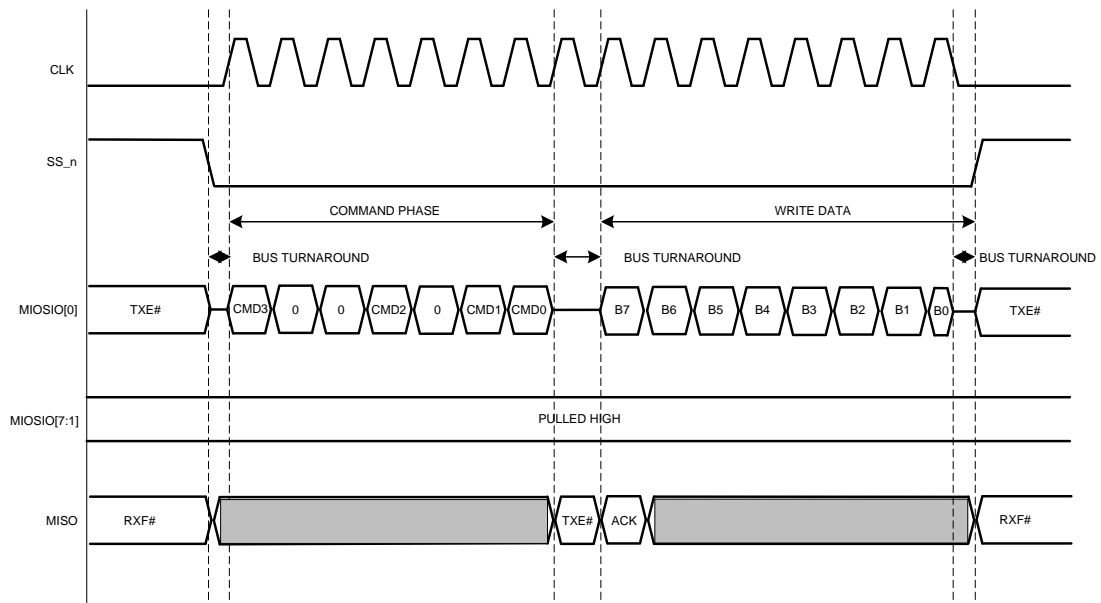 CLK
SS_n
COMMAND PHASE WRITE DATA
BUS TURNAROUND BUS TURNAROUND BUS TURNAROUND
MIOSIO[0] TXE# CMD3 0 0 CMD2 0 CMD1 CMD0 B7 B6 B5 B4 B3 B2 B1 B0 TXE#
MIOSIO[7:1] PULLED HIGH
MISO RXF# TXE# ACK RXF#